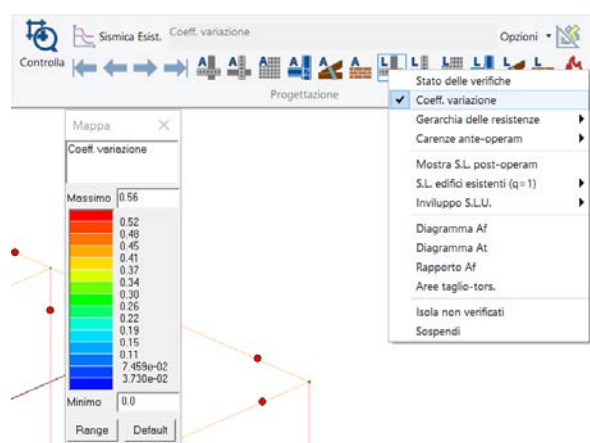 Sismica Esist.
Coeff. variazione
Opzioni
Controlla
Progettazione
Stato delle verifiche
Coeff. variazione
Gerarchia delle resistenze
Carenze ante-operam
Mostra S.L. post-operam
S.L. edifici esistenti (q=1)
Inviluppo S.L.U.
Diagramma Af
Diagramma At
Rapporto Af
Aree taglio-tors.
Isola non verificati
Sospendi
Mappa
Coeff. variazione
Massimo 0.56
0.52
0.48
0.45
0.41
0.37
0.34
0.30
0.26
0.22
0.19
0.15
0.11
7.459e-02
3.730e-02
Minimo 0.0
Range Default